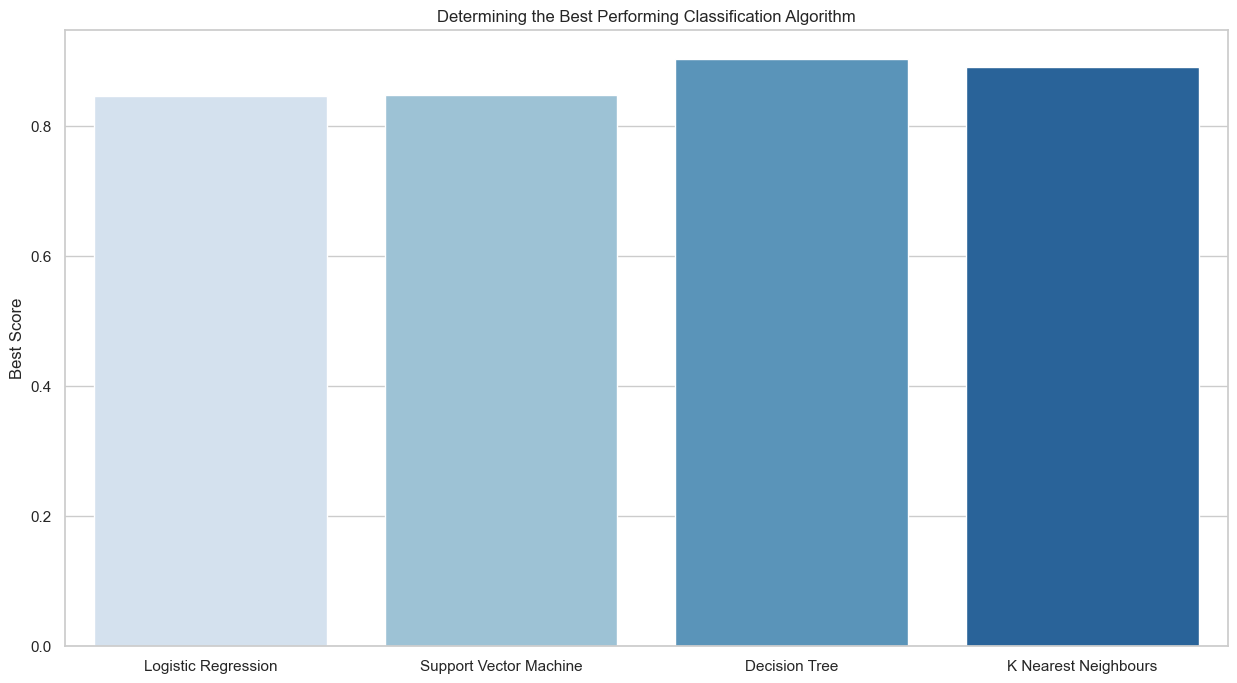 Determining the Best Performing Classification Algorithm
Best Score
0.8
0.6
0.4
0.2
0.0
Logistic Regression
Support Vector Machine
Decision Tree
K Nearest Neighbours